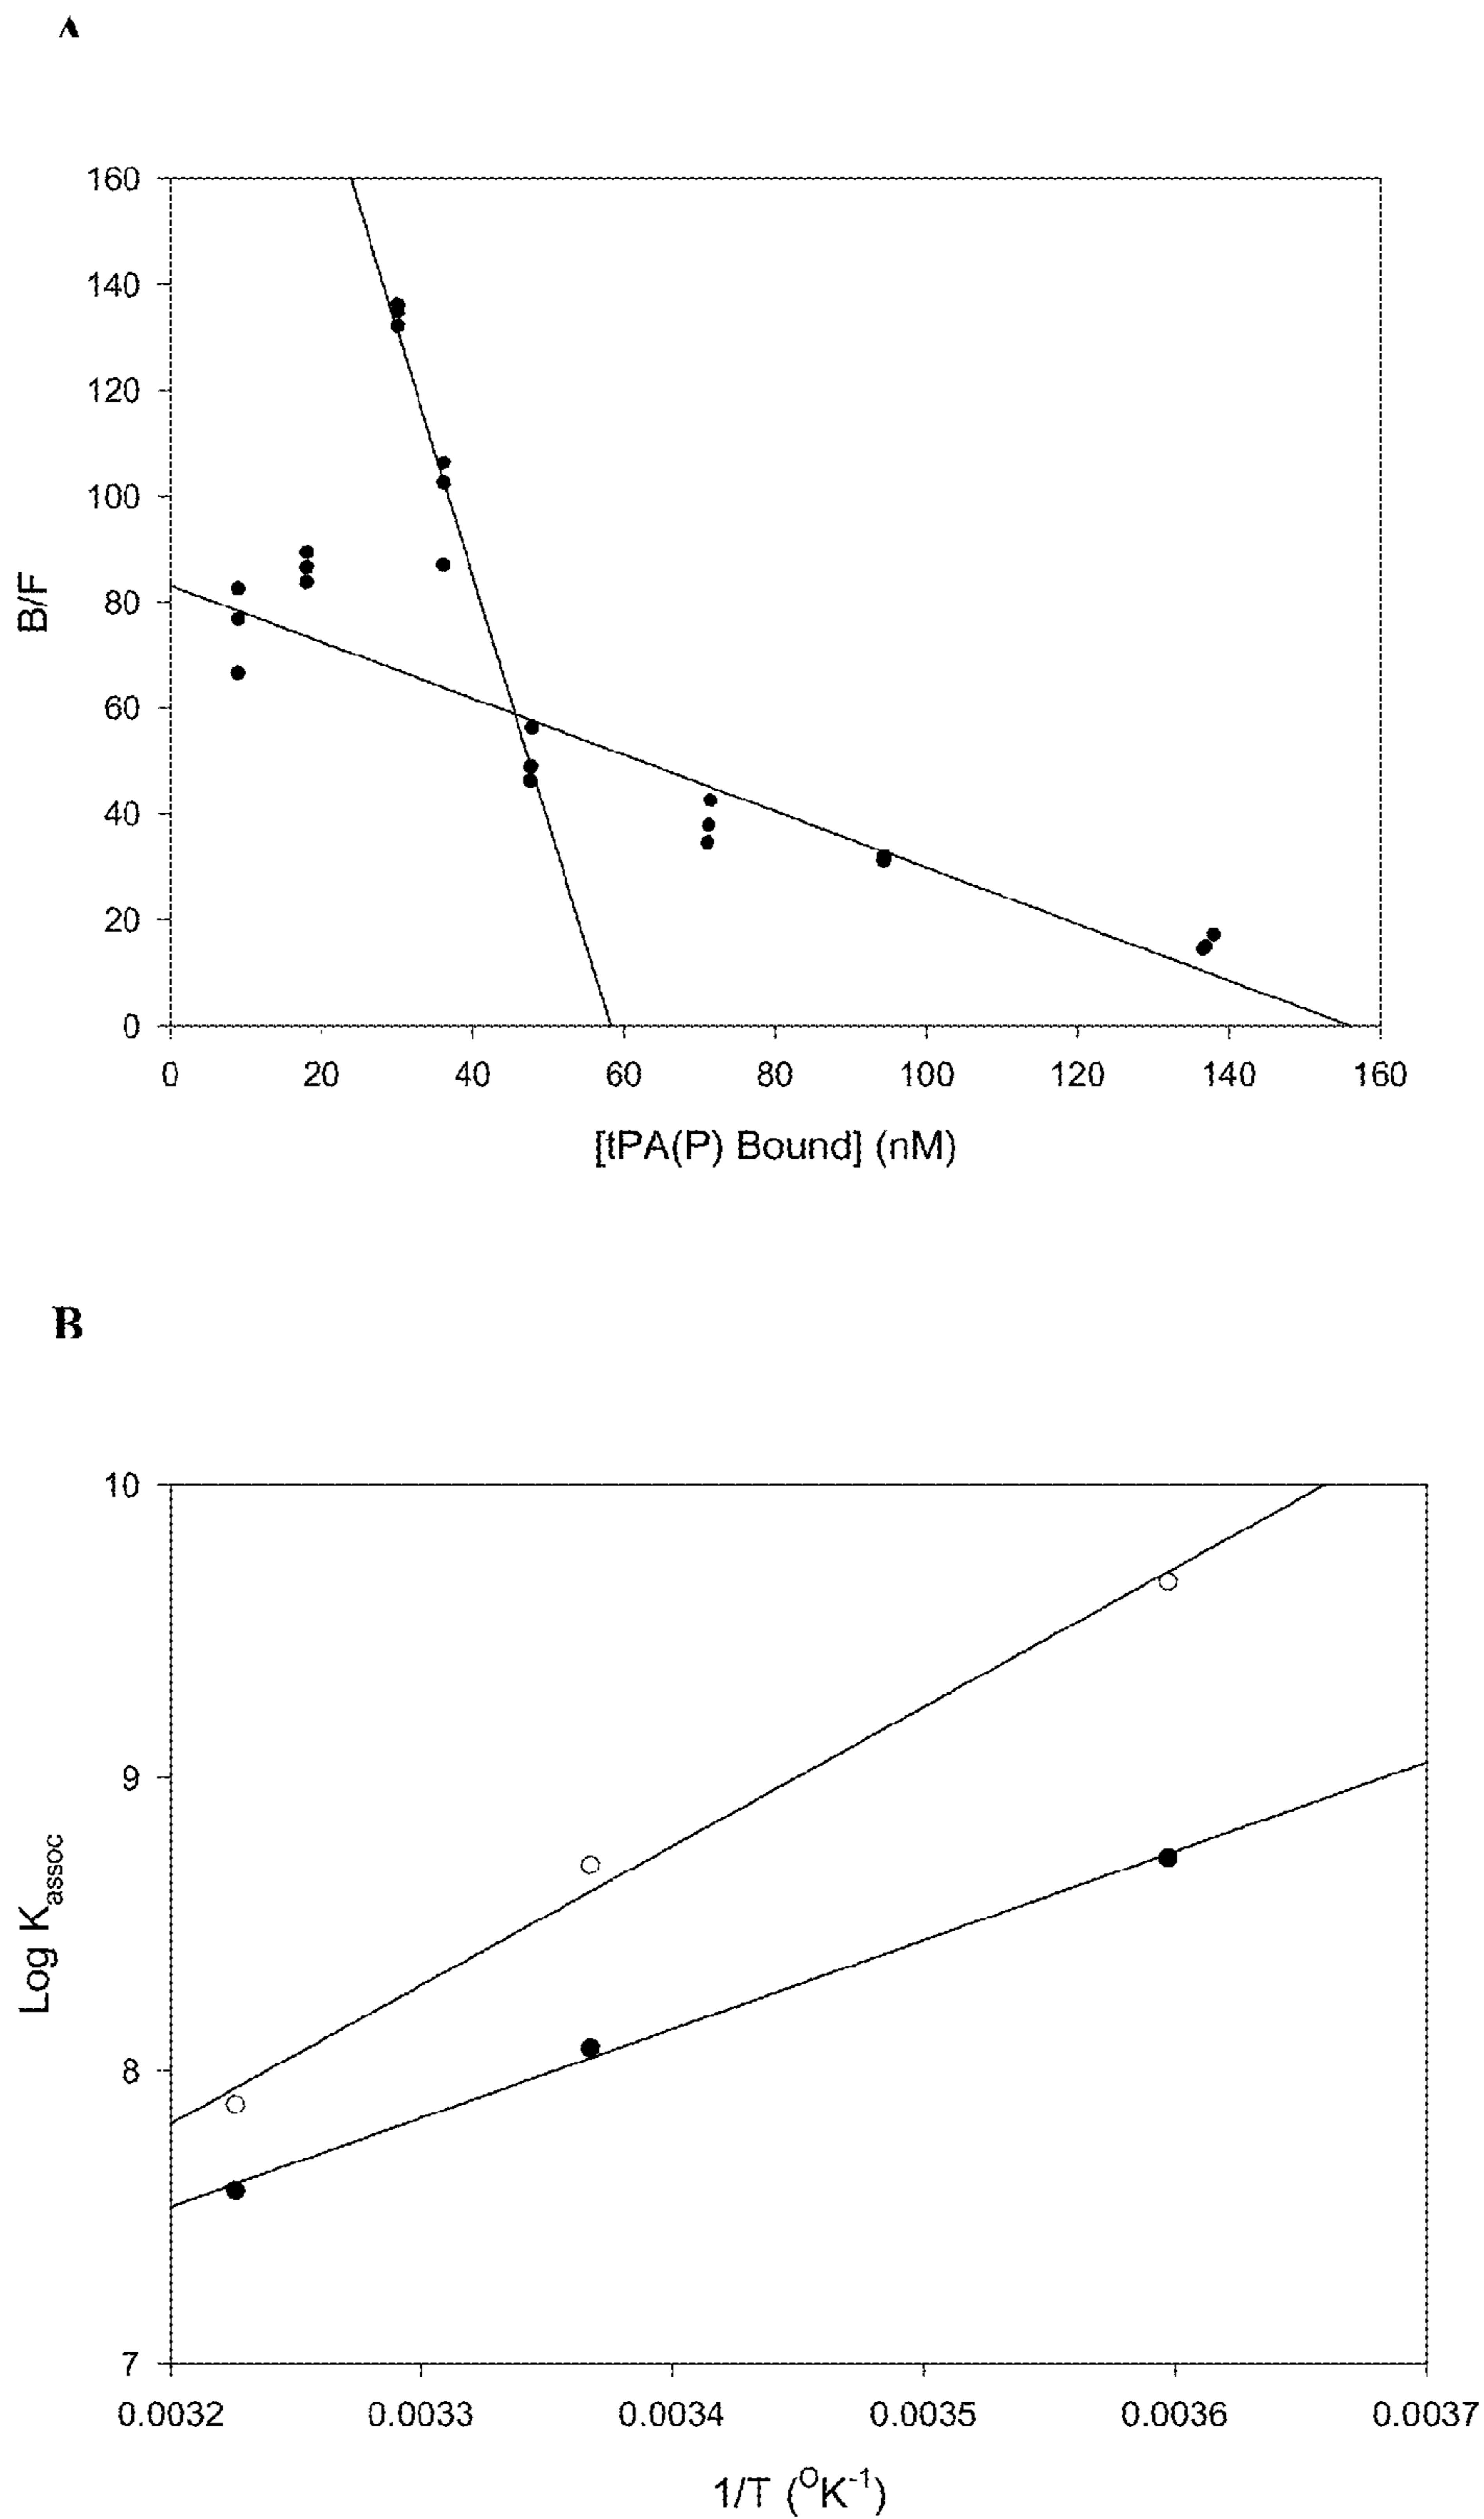 A
160
140
120
100
80
60
40
20
0
B/F
0 20 40 60 80 100 120 140 160
[tPA(P) Bound] (nM)
B
10
9
8
7
Log Kassoc
0.0032 0.0033 0.0034 0.0035 0.0036 0.0037
1/T (OK-1)